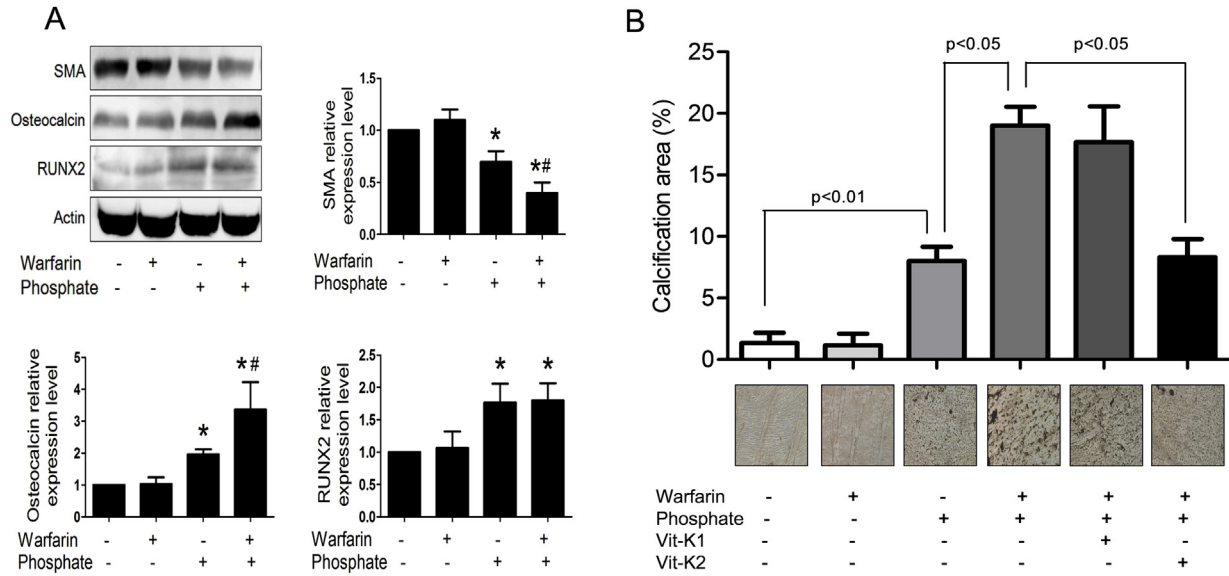 A
SMA
Osteocalcin
RUNX2
Actin
Warfarin - + - +
Phosphate - - + +
SMA relative
expression level
1.5
1.0
0.5
0.0
*
*#
Warfarin - + - +
Phosphate - - + +
Osteocalcin relative
expression level
5
4
3
2
1
0
*
*#
Warfarin - + - +
Phosphate - - + +
RUNX2 relative
expression level
2.5
2.0
1.5
1.0
0.5
0.0
*
*
Warfarin - + - +
Phosphate - - + +
B
Calcification area (%)
25
20
15
10
5
0
p<0.01
p<0.05
p<0.05
Warfarin - + - + + +
Phosphate - - + + + +
Vit-K1 - - - - + -
Vit-K2 - - - - - +